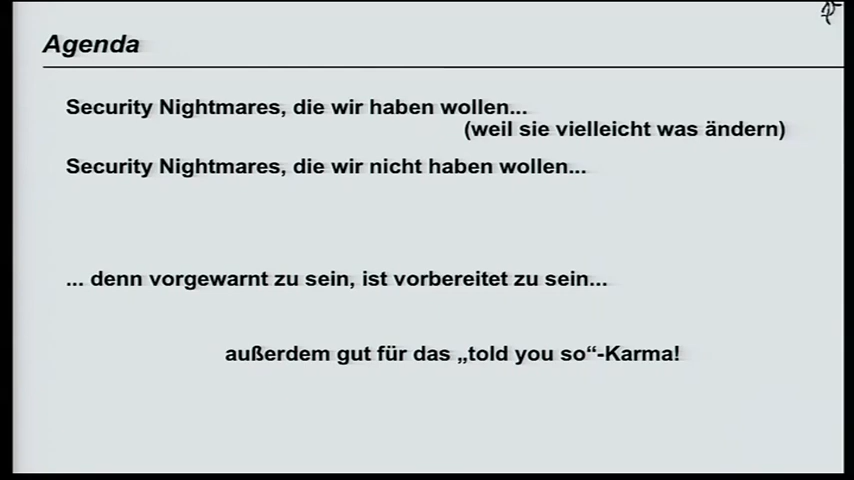 Agenda
Security Nightmares, die wir haben wollen...
(weil sie vielleicht was ändern)
Security Nightmares, die wir nicht haben wollen...
... denn vorgewarnt zu sein, ist vorbereitet zu sein...
außerdem gut für das „told you so“-Karma!